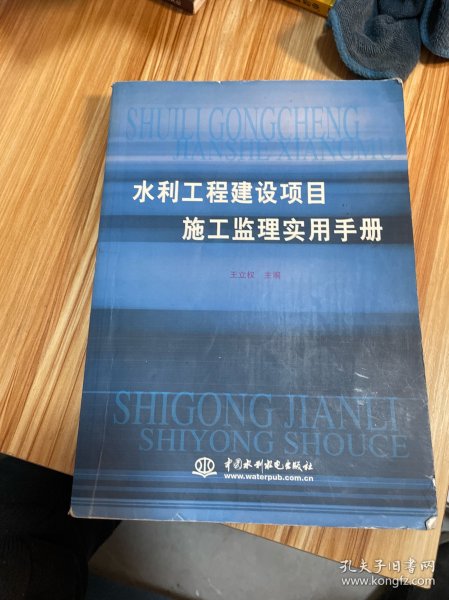 SHUILI GONGCHENG
JIANSHE XIANGMU
水利工程建设项目
施工监理实用手册
王立权 主编
SHIGONG JIANLI
SHIYONG SHOUCE
中国水利水电出版社
www.waterpub.com.cn
孔夫子旧书网
www.kongfz.com